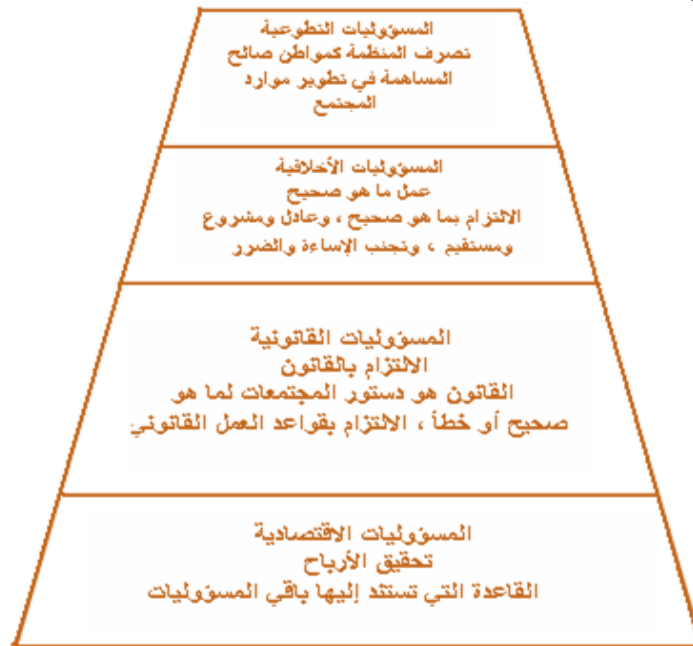 المسؤوليات التطوعية
تصرف المنظمة كمواطن صالح
المساهمة في تطوير موارد
المجتمع
المسؤوليات الأخلاقية
عمل ما هو صحيح
الالتزام بما هو صحيح ، وعادل ومشروع
ومستقيم ، وتجنب الإساءة والضرر
المسؤوليات القانونية
الالتزام بالقانون
القانون هو دستور المجتمعات لما هو
صحيح أو خطأ ، الالتزام بقواعد العمل القانوني
المسؤوليات الاقتصادية
تحقيق الأرباح
القاعدة التي تستند إليها باقي المسؤوليات